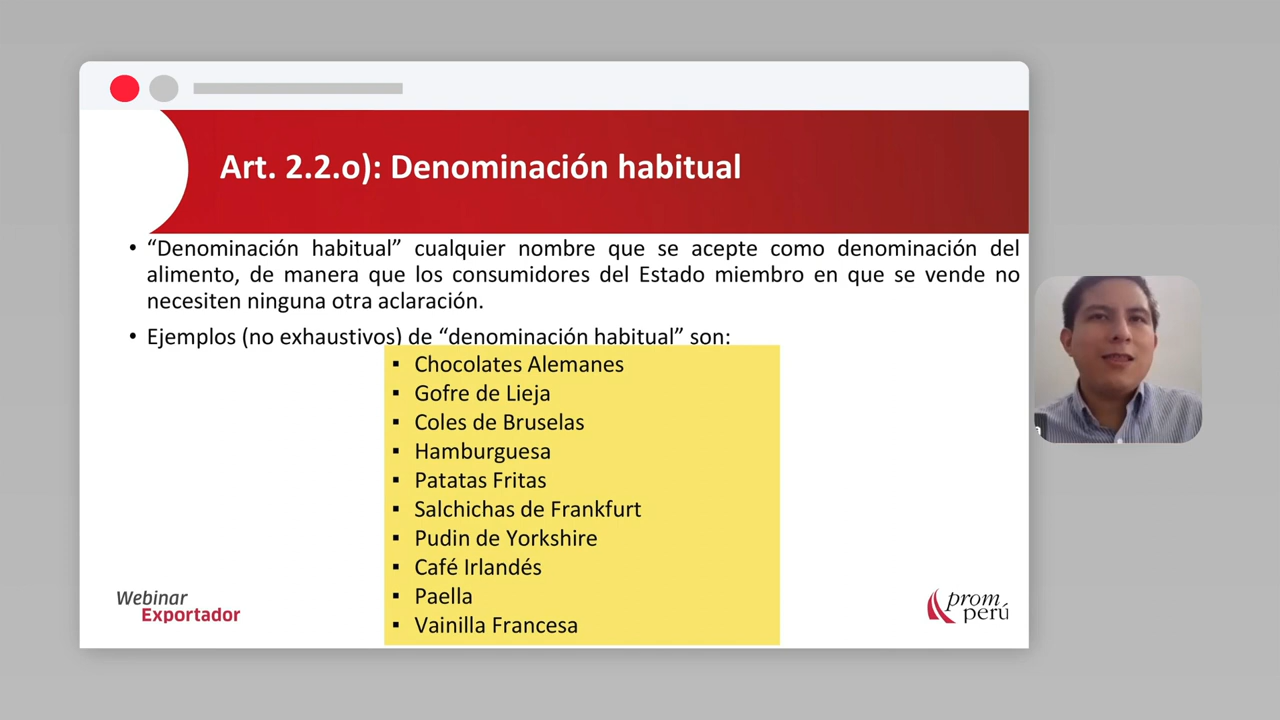 Art. 2.2.o): Denominación habitual
• “Denominación habitual” cualquier nombre que se acepte como denominación del
alimento, de manera que los consumidores del Estado miembro en que se vende no
necesiten ninguna otra aclaración.
• Ejemplos (no exhaustivos) de “denominación habitual” son:
▪ Chocolates Alemanes
▪ Gofre de Lieja
▪ Coles de Bruselas
▪ Hamburguesa
▪ Patatas Fritas
▪ Salchichas de Frankfurt
▪ Pudin de Yorkshire
▪ Café Irlandés
▪ Paella
▪ Vainilla Francesa
Webinar
Exportador
prom
perú